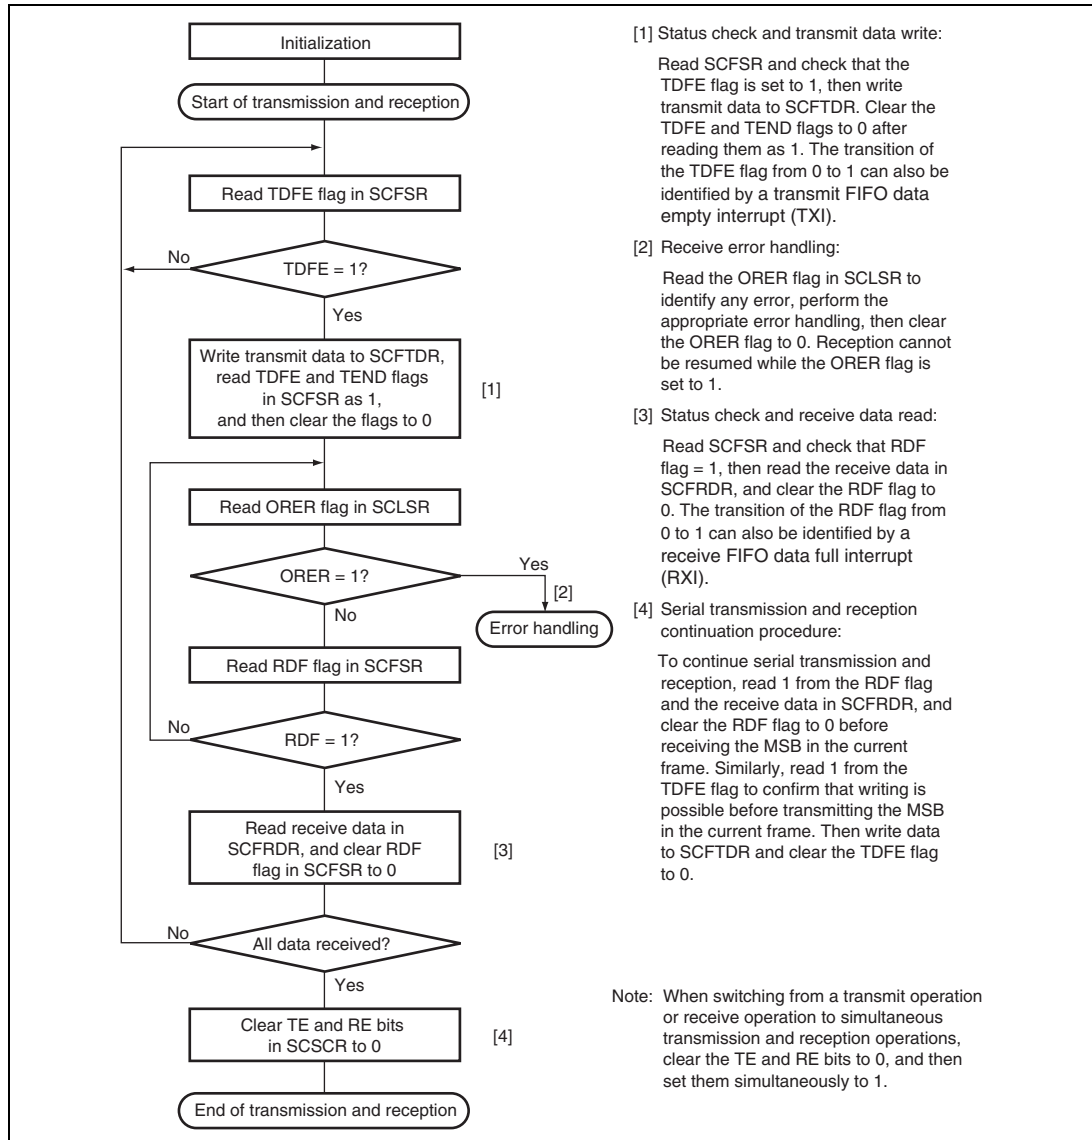 Initialization
Start of transmission and reception
Read TDFE flag in SCFSR
No
TDFE = 1?
Yes
Write transmit data to SCFTDR,
read TDFE and TEND flags
in SCFSR as 1,
and then clear the flags to 0
[1]
Read ORER flag in SCLSR
ORER = 1?
Yes
[2]
No
Error handling
Read RDF flag in SCFSR
No
RDF = 1?
Yes
Read receive data in
SCFRDR, and clear RDF
flag in SCFSR to 0
[3]
No
All data received?
Yes
Clear TE and RE bits
in SCSCR to 0
[4]
End of transmission and reception
[1] Status check and transmit data write:
Read SCFSR and check that the
TDFE flag is set to 1, then write
transmit data to SCFTDR. Clear the
TDFE and TEND flags to 0 after
reading them as 1. The transition of
the TDFE flag from 0 to 1 can also be
identified by a transmit FIFO data
empty interrupt (TXI).
[2] Receive error handling:
Read the ORER flag in SCLSR to
identify any error, perform the
appropriate error handling, then clear
the ORER flag to 0. Reception cannot
be resumed while the ORER flag is
set to 1.
[3] Status check and receive data read:
Read SCFSR and check that RDF
flag = 1, then read the receive data in
SCFRDR, and clear the RDF flag to
0. The transition of the RDF flag from
0 to 1 can also be identified by a
receive FIFO data full interrupt
(RXI).
[4] Serial transmission and reception
continuation procedure:
To continue serial transmission and
reception, read 1 from the RDF flag
and the receive data in SCFRDR, and
clear the RDF flag to 0 before
receiving the MSB in the current
frame. Similarly, read 1 from the
TDFE flag to confirm that writing is
possible before transmitting the MSB
in the current frame. Then write data
to SCFTDR and clear the TDFE flag
to 0.
Note: When switching from a transmit operation
or receive operation to simultaneous
transmission and reception operations,
clear the TE and RE bits to 0, and then
set them simultaneously to 1.